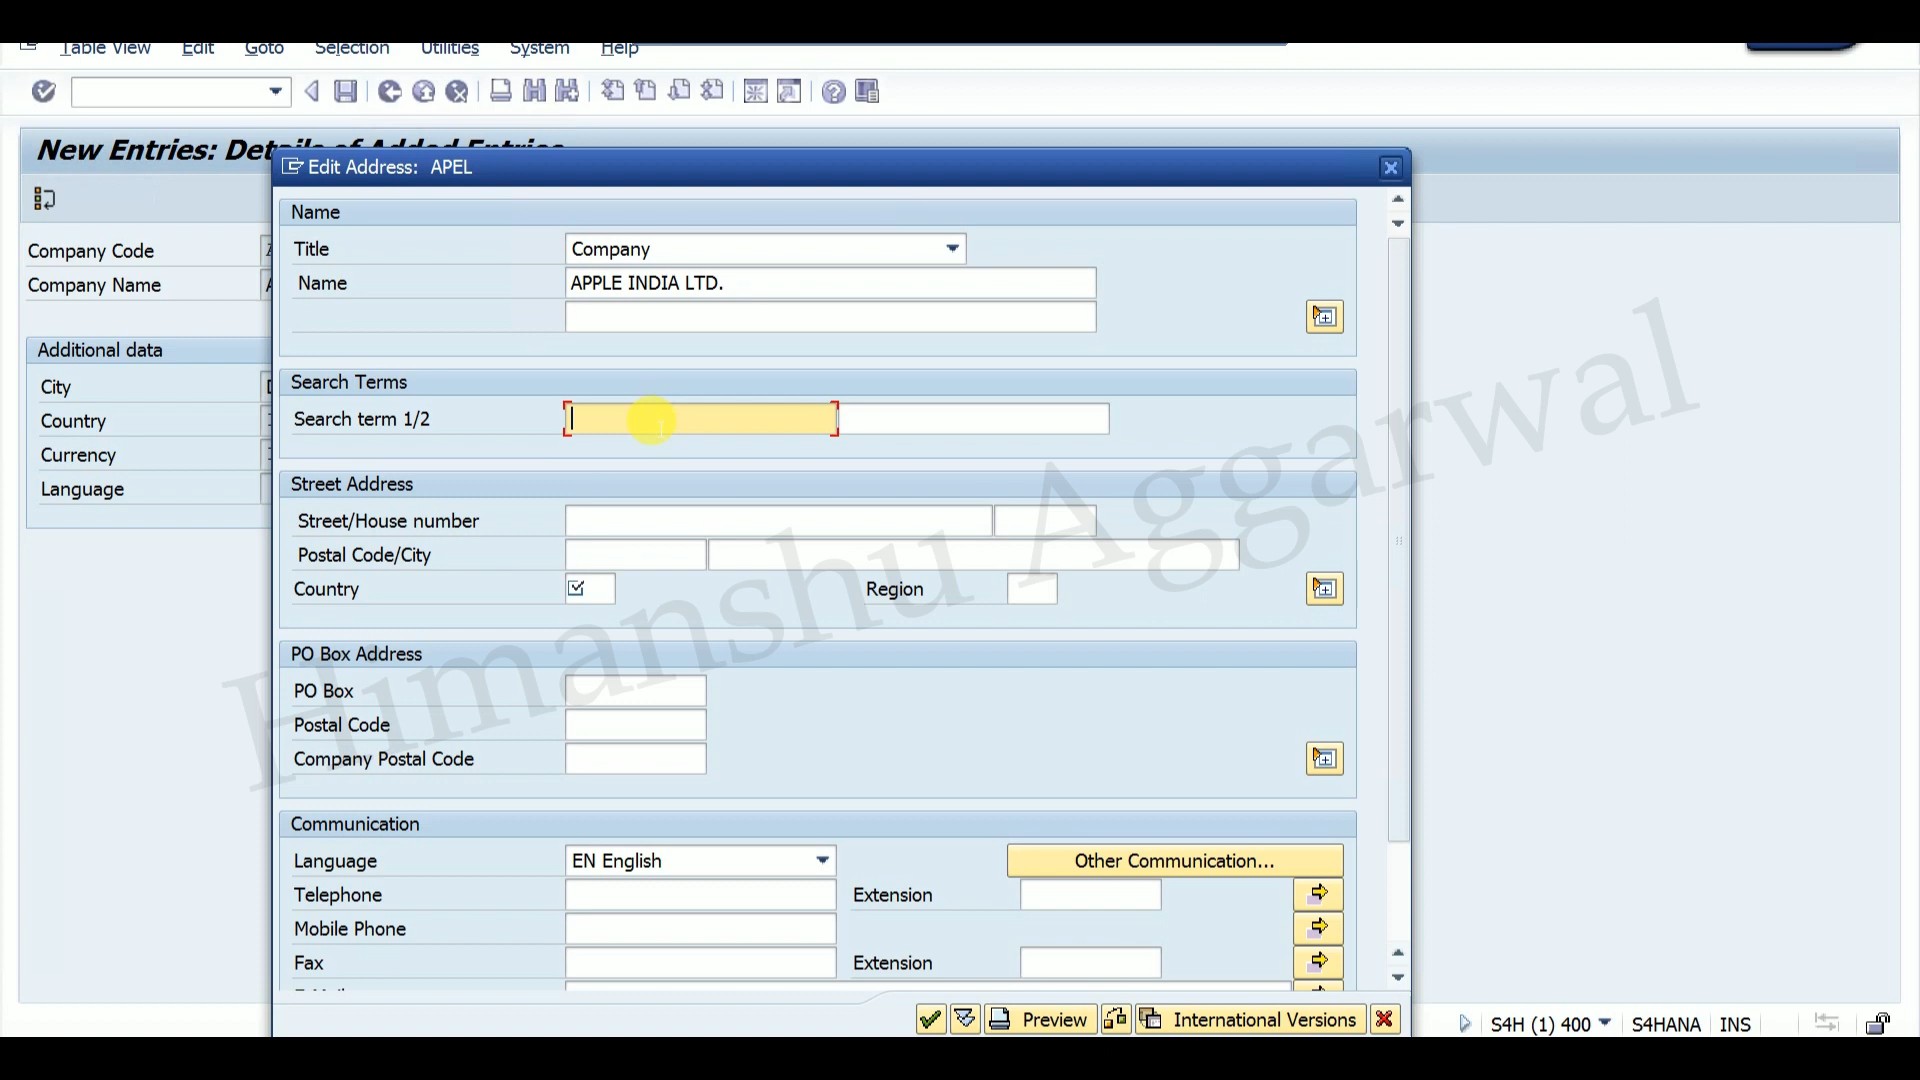 Table View Edit Goto Selection Utilities System Help
New Entries: Details of Added Entries
Edit Address: APEL
Company Code
Company Name
Additional data
City
Country
Currency
Language
Name
Title Company
Name APPLE INDIA LTD.
Search Terms
Search term 1/2
Street Address
Street/House number
Postal Code/City
Country Region
PO Box Address
PO Box
Postal Code
Company Postal Code
Communication
Language EN English Other Communication...
Telephone Extension
Mobile Phone
Fax Extension
Preview International Versions
S4H (1) 400 S4HANA INS
Himanshu Aggarwal